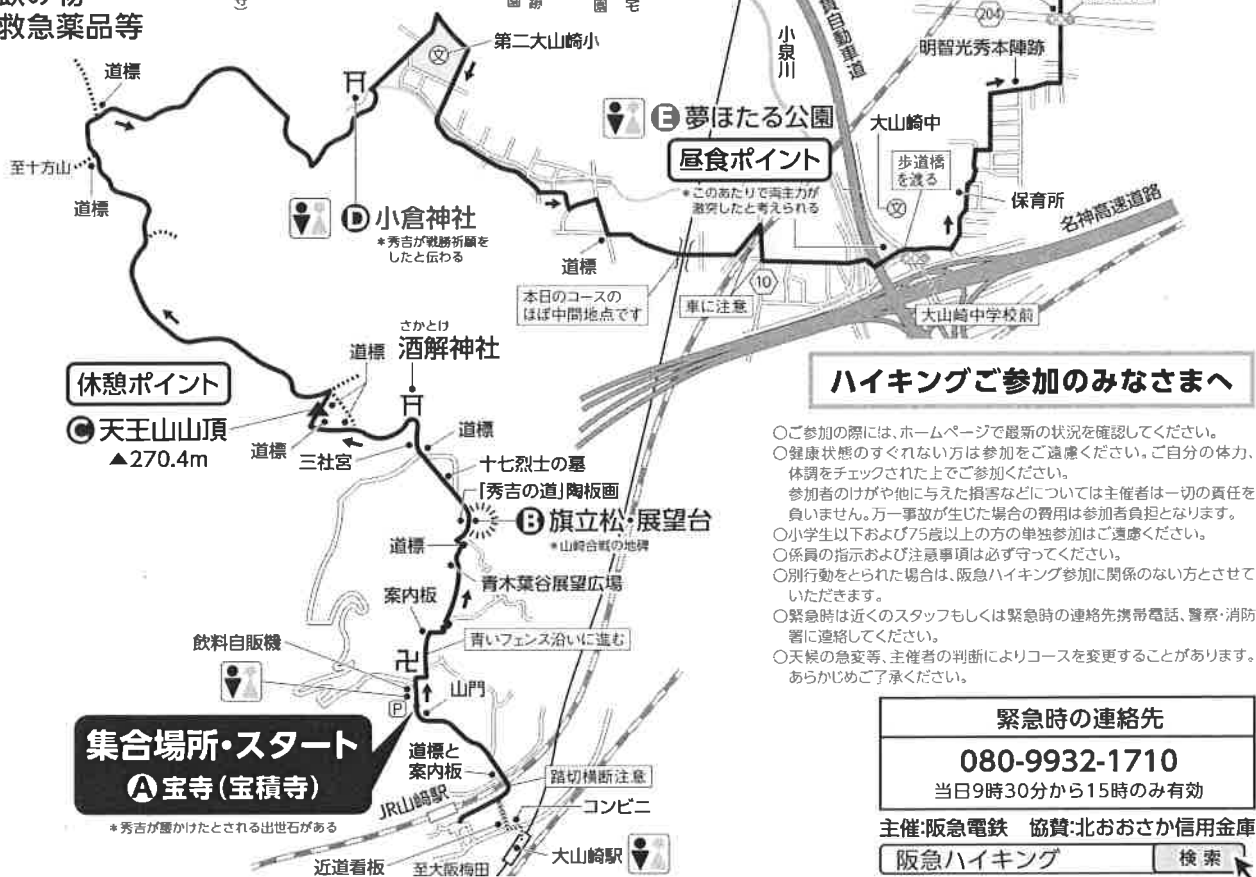 救急薬品等
道標
至十方山
道標
第二大山崎小
小倉神社
*秀吉が戦勝祈願を
したと伝わる
D
E 夢ほたる公園
昼食ポイント
*このあたりで両主力が
激突したと考えられる
小泉川
自動車道
204
明智光秀本陣跡
大山崎中
歩道橋
を渡る
保育所
名神高速道路
道標
本日のコースの
ほぼ中間地点です
車に注意
10
大山崎中学校前
さかとけ
酒解神社
道標
休憩ポイント
C 天王山山頂
▲270.4m
道標
三社宮
道標
十七烈士の墓
「秀吉の道」陶板画
B 旗立松・展望台
*山崎合戦の地碑
道標
青木葉谷展望広場
案内板
青いフェンス沿いに進む
飲料自販機
P
山門
集合場所・スタート
A 宝寺(宝積寺)
*秀吉が腰かけたとされる出世石がある
道標と
案内板
踏切横断注意
JR山崎駅
コンビニ
近道看板
至大阪梅田
大山崎駅
ハイキングご参加のみなさまへ
○ご参加の際には、ホームページで最新の状況を確認してください。
○健康状態のすぐれない方は参加をご遠慮ください。ご自分の体力、
体調をチェックされた上でご参加ください。
参加者のけがや他に与えた損害などについては主催者は一切の責任を
負いません。万一事故が生じた場合の費用は参加者負担となります。
○小学生以下および75歳以上の方の単独参加はご遠慮ください。
○係員の指示および注意事項は必ず守ってください。
○別行動をとられた場合は、阪急ハイキング参加に関係のない方とさせて
いただきます。
○緊急時は近くのスタッフもしくは緊急時の連絡先携帯電話、警察・消防
署に連絡してください。
○天候の急変等、主催者の判断によりコースを変更することがあります。
あらかじめご了承ください。
緊急時の連絡先
080-9932-1710
当日9時30分から15時のみ有効
主催:阪急電鉄 協賛:北おおさか信用金庫
阪急ハイキング 検索